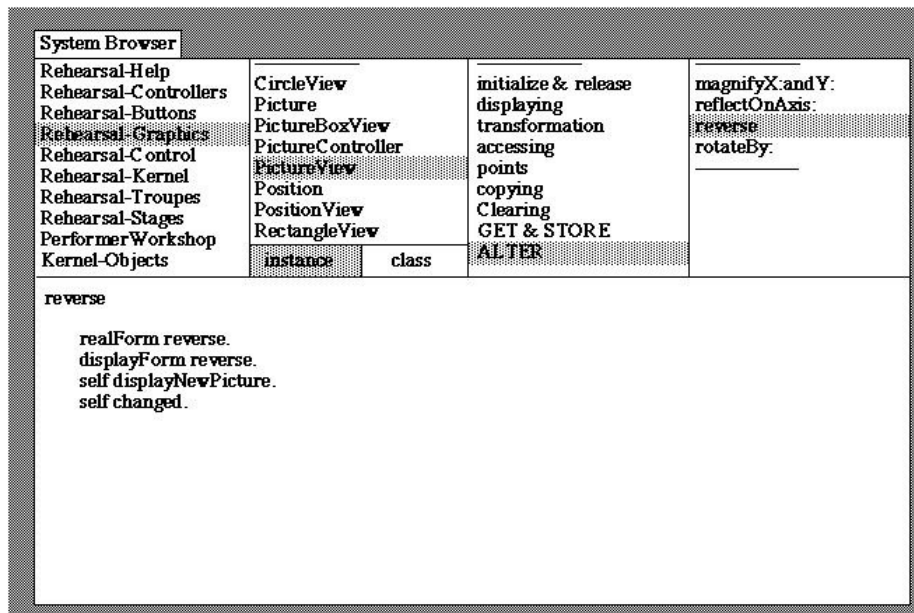 System Browser
Rehearsal-Help
Rehearsal-Controllers
Rehearsal-Buttons
Rehearsal-Graphics
Rehearsal-Control
Rehearsal-Kernel
Rehearsal-Troupes
Rehearsal-Stages
PerformerWorkshop
Kernel-Objects
CircleView
Picture
PictureBoxView
PictureController
PictureView
Position
PositionView
RectangleView
instance
class
initialize & release
displaying
transformation
accessing
points
copying
Clearing
GET & STORE
ALTER
magnifyX:andY:
reflectOnAxis:
reverse
rotateBy:
reverse
realForm reverse.
displayForm reverse.
self displayNewPicture.
self changed.